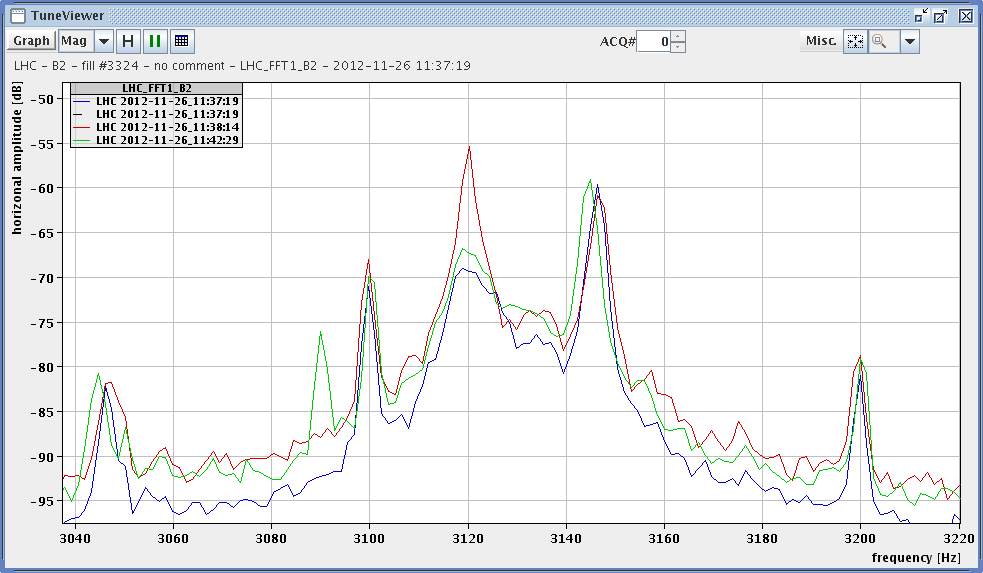 TuneViewer
Graph Mag H ACQ# 0 Misc.
LHC - B2 - fill #3324 - no comment - LHC_FFT1_B2 - 2012-11-26 11:37:19
LHC_FFT1_B2
LHC 2012-11-26_11:37:19
LHC 2012-11-26_11:37:19
LHC 2012-11-26_11:38:14
LHC 2012-11-26_11:42:29
horizonal amplitude [dB]
-50
-55
-60
-65
-70
-75
-80
-85
-90
-95
3040 3060 3080 3100 3120 3140 3160 3180 3200 3220
frequency [Hz]